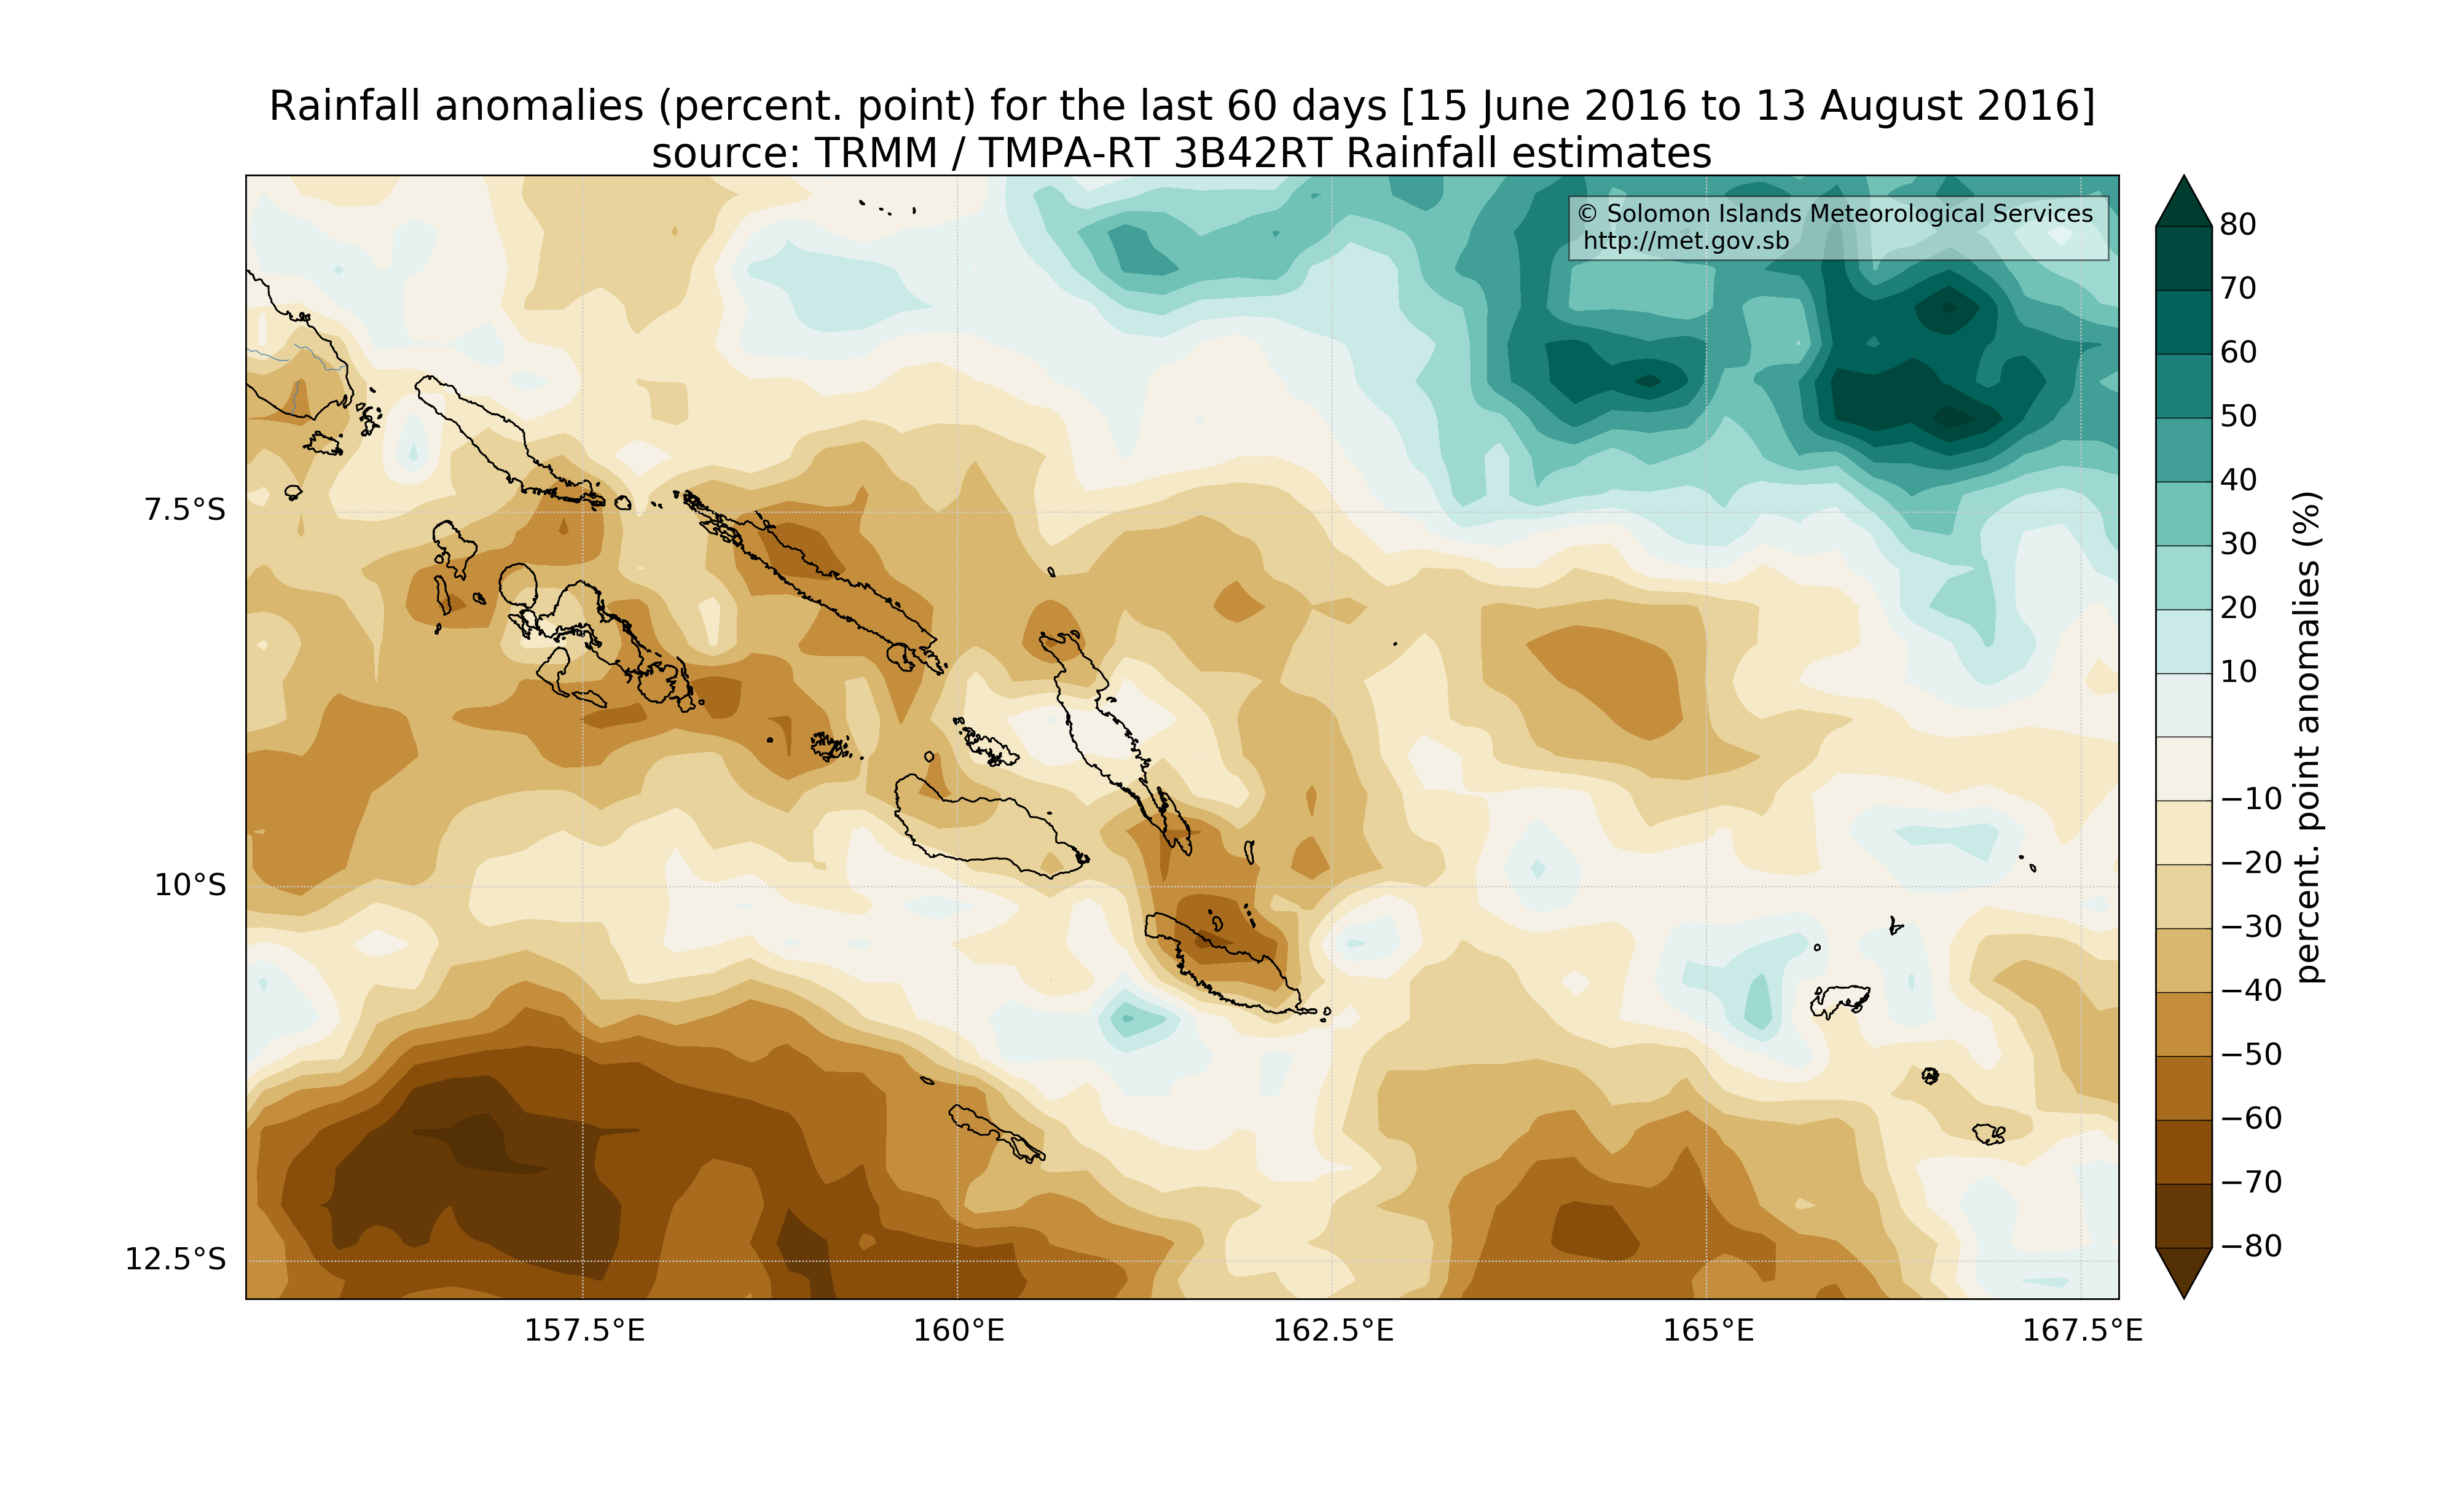 Rainfall anomalies (percent. point) for the last 60 days [15 June 2016 to 13 August 2016]
source: TRMM / TMPA-RT 3B42RT Rainfall estimates
© Solomon Islands Meteorological Services
http://met.gov.sb
7.5°S
10°S
12.5°S
157.5°E
160°E
162.5°E
165°E
167.5°E
80
70
60
50
40
30
20
10
−10
−20
−30
−40
−50
−60
−70
−80
percent. point anomalies (%)